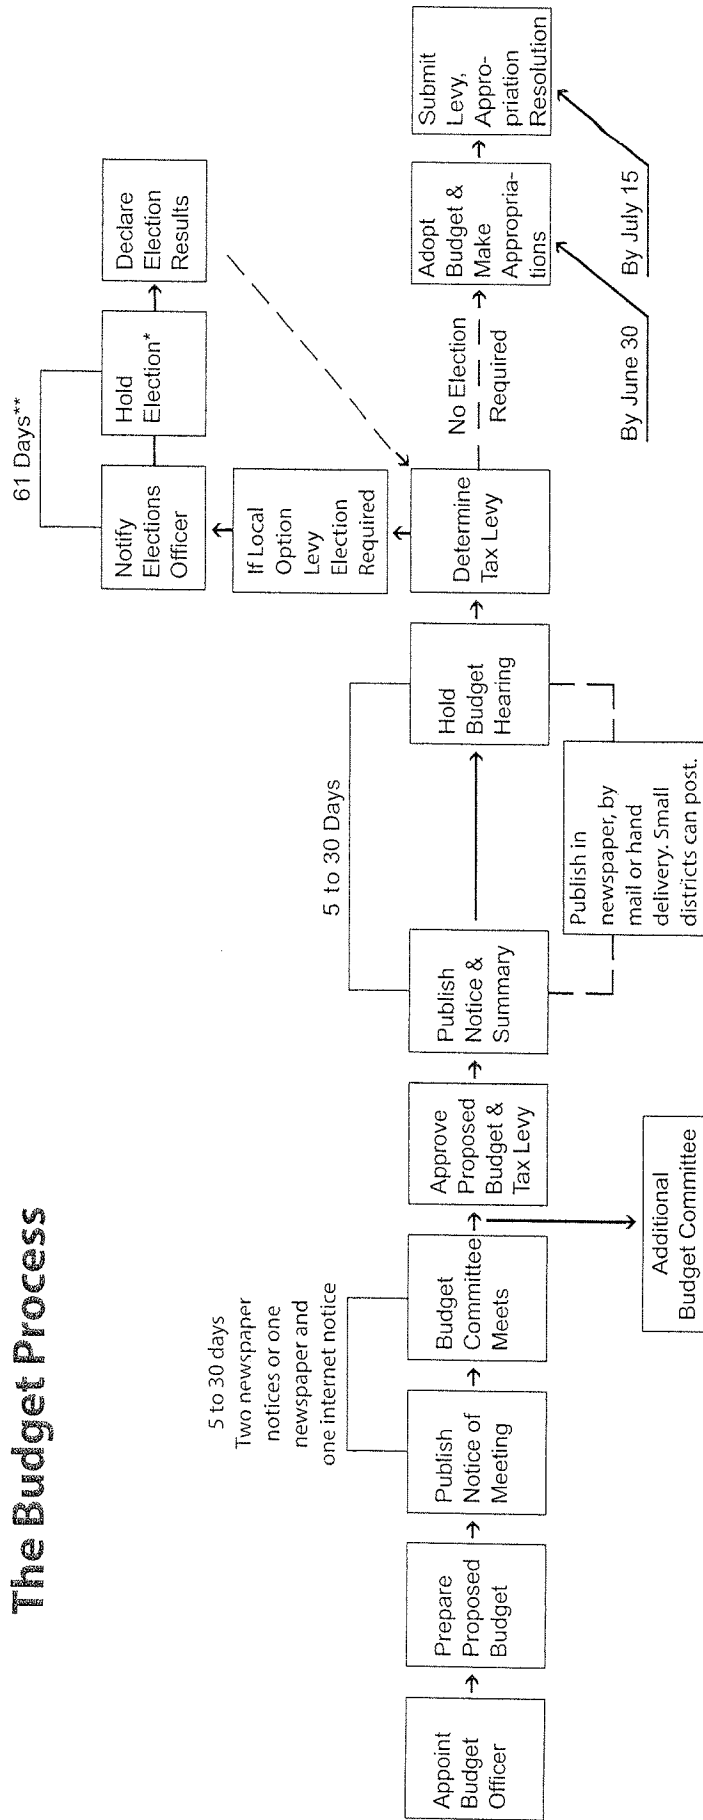 The Budget Process
Appoint
Budget
Officer
Prepare
Proposed
Budget
5 to 30 days
Two newspaper
notices or one
newspaper and
one internet notice
Publish
Notice of
Meeting
Budget
Committee
Meets
Additional
Budget Committee
Approve
Proposed
Budget &
Tax Levy
5 to 30 Days
Publish
Notice &
Summary
Hold
Budget
Hearing
Publish in
newspaper, by
mail or hand
delivery. Small
districts can post.
Determine
Tax Levy
If Local
Option
Levy
Election
Required
61 Days**
Notify
Elections
Officer
Hold
Election*
Declare
Election
Results
No Election
Required
Adopt
Budget &
Make
Appropria-
tions
Submit
Levy,
Appro-
priation
Resolution
By June 30
By July 15